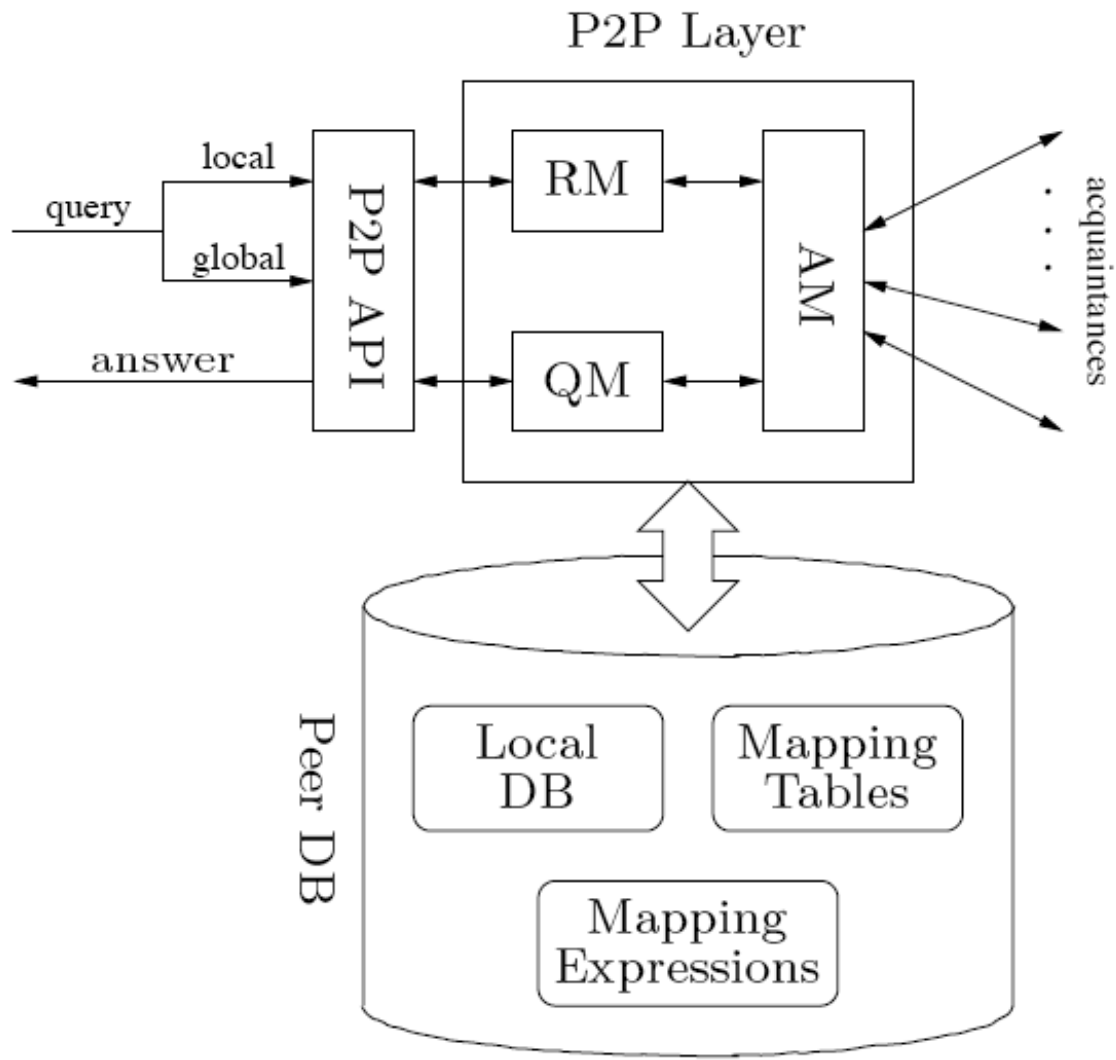 P2P Layer
local
query
global
answer
P2P API
RM
QM
AM
acquaintances
Peer DB
Local
DB
Mapping
Tables
Mapping
Expressions